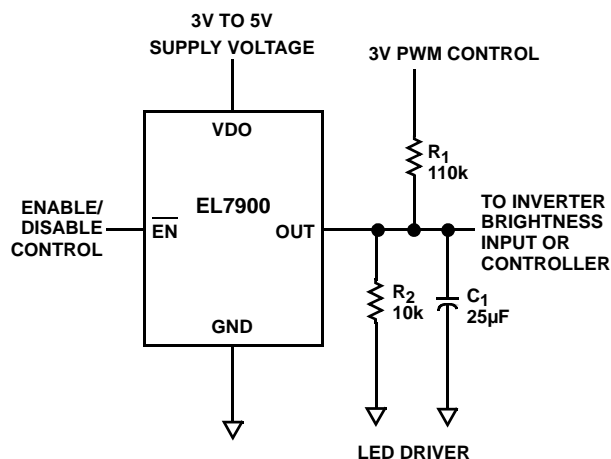 3V TO 5V
SUPPLY VOLTAGE
3V PWM CONTROL
VDO
R1
110k
EL7900
ENABLE/
DISABLE
CONTROL
EN
OUT
TO INVERTER
BRIGHTNESS
INPUT OR
CONTROLLER
R2
10k
C1
25µF
GND
LED DRIVER